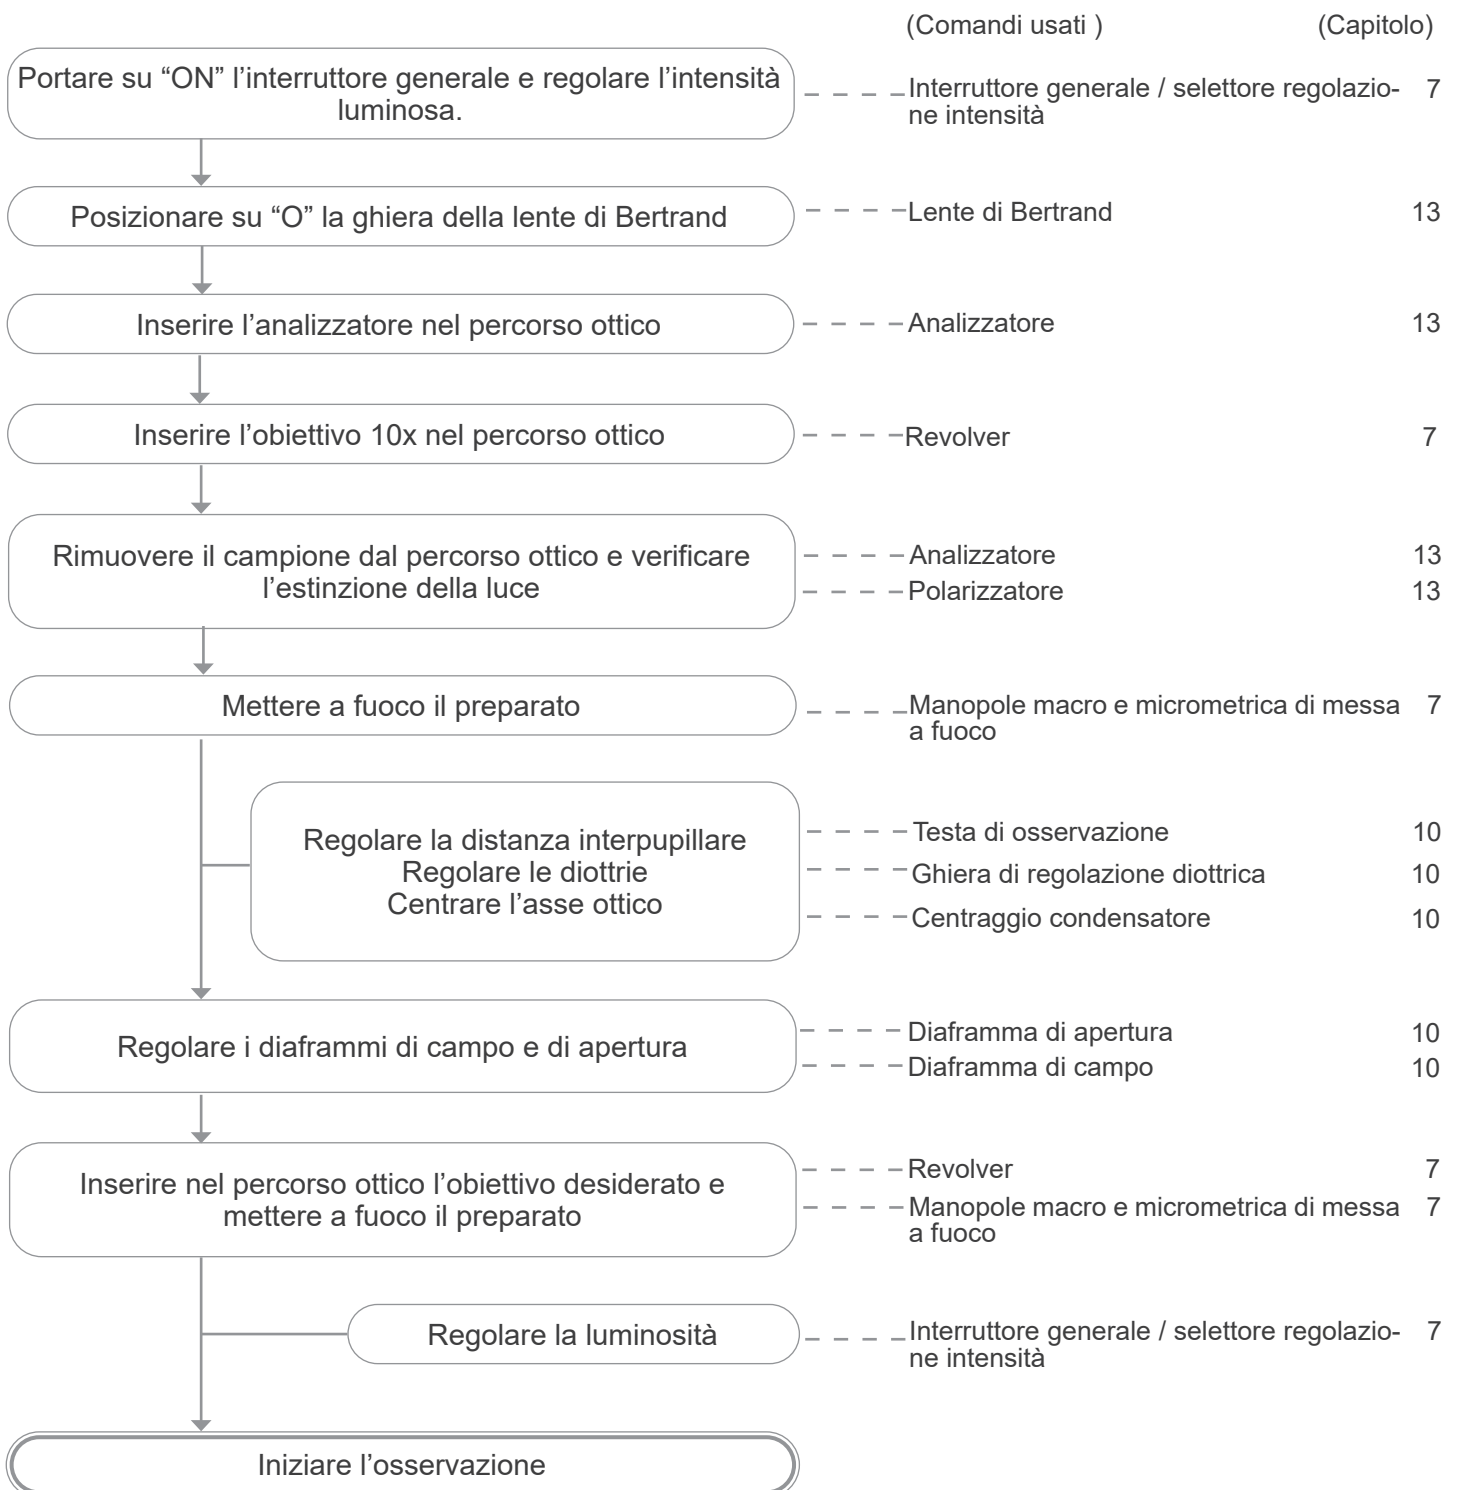 (Comandi usati ) (Capitolo)
Portare su “ON” l’interruttore generale e regolare l’intensità
luminosa.
Interruttore generale / selettore regolazio- 7
ne intensità
Posizionare su “O” la ghiera della lente di Bertrand
Lente di Bertrand 13
Inserire l’analizzatore nel percorso ottico
Analizzatore 13
Inserire l’obiettivo 10x nel percorso ottico
Revolver 7
Rimuovere il campione dal percorso ottico e verificare
l’estinzione della luce
Analizzatore 13
Polarizzatore 13
Mettere a fuoco il preparato
Manopole macro e micrometrica di messa 7
a fuoco
Regolare la distanza interpupillare
Regolare le diottrie
Centrare l’asse ottico
Testa di osservazione 10
Ghiera di regolazione diottrica 10
Centraggio condensatore 10
Regolare i diaframmi di campo e di apertura
Diaframma di apertura 10
Diaframma di campo 10
Inserire nel percorso ottico l’obiettivo desiderato e
mettere a fuoco il preparato
Revolver 7
Manopole macro e micrometrica di messa 7
a fuoco
Regolare la luminosità
Interruttore generale / selettore regolazio- 7
ne intensità
Iniziare l’osservazione